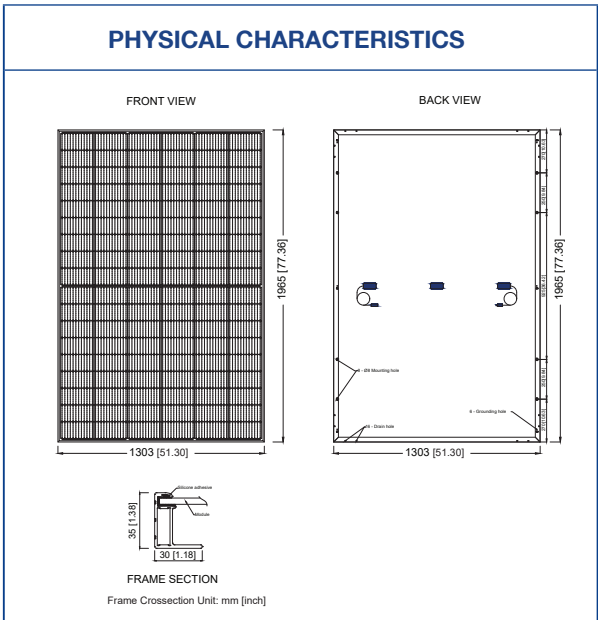 PHYSICAL CHARACTERISTICS
FRONT VIEW
BACK VIEW
1965 [77.36]
1965 [77.36]
- Ø8 Mounting hole
8 - Grounding hole
- Drain hole
1303 [51.30]
1303 [51.30]
Silicone adhesive
Module
35 [1.38]
30 [1.18]
FRAME SECTION
Frame Crossection Unit: mm [inch]